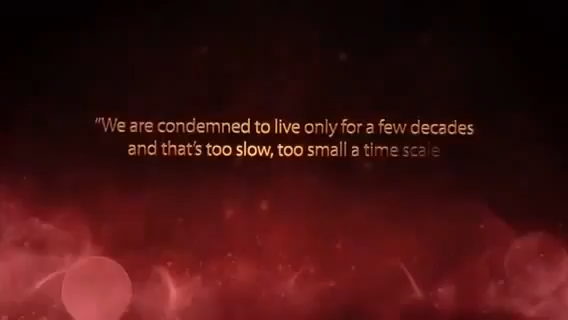 "We are condemned to live only for a few decades
and that's too slow, too small a time scale